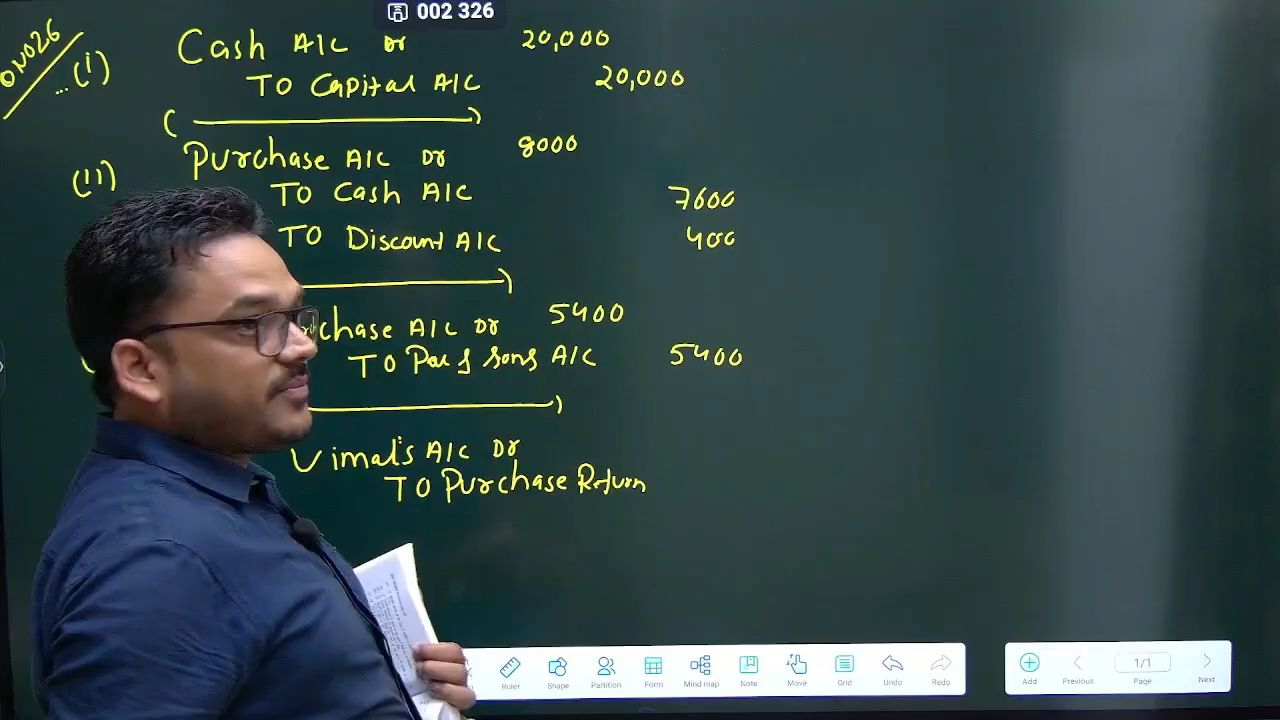 002 326
QNO26
(i) Cash A/C Dr 20,000
TO Capital A/C 20,000
(II) Purchase A/C Dr 8000
TO Cash A/C 7600
TO Discount A/C 400
rchase A/C Dr 5400
TO & Sons A/C 5400
Vimal's A/C Dr
TO Purchase Return
Ruler Shape Partition Form Mind map Note Move Grid Undo Redo
Add Previous 1/1 Page Next